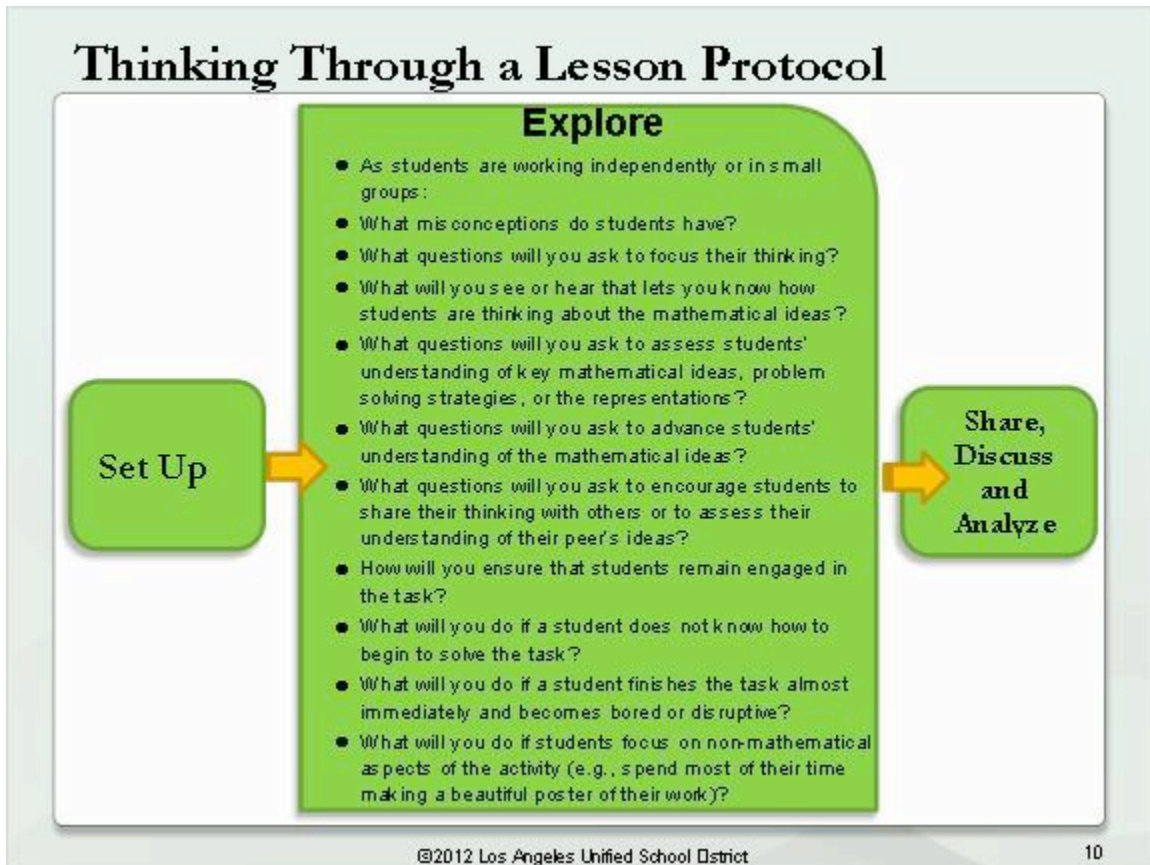 Thinking Through a Lesson Protocol
Explore
● As students are working independently or in small
groups:
● What misconceptions do students have?
● What questions will you ask to focus their thinking?
● What will you see or hear that lets you know how
students are thinking about the mathematical ideas?
● What questions will you ask to assess students'
understanding of key mathematical ideas, problem
solving strategies, or the representations?
● What questions will you ask to advance students'
understanding of the mathematical ideas?
● What questions will you ask to encourage students to
share their thinking with others or to assess their
understanding of their peer's ideas?
● How will you ensure that students remain engaged in
the task?
● What will you do if a student does not know how to
begin to solve the task?
● What will you do if a student finishes the task almost
immediately and becomes bored or disruptive?
● What will you do if students focus on non-mathematical
aspects of the activity (e.g., spend most of their time
making a beautiful poster of their work)?
Set Up
Share,
Discuss
and
Analyze
©2012 Los Angeles Unified School District
10